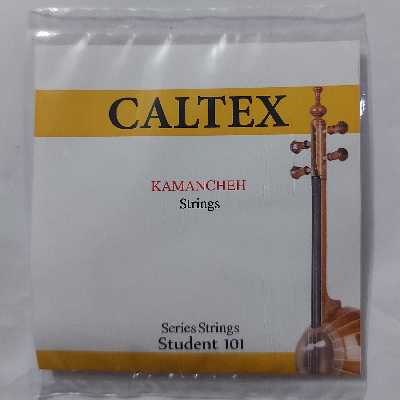 CALTEX
KAMANCHEH
Strings
Series Strings
Student 101